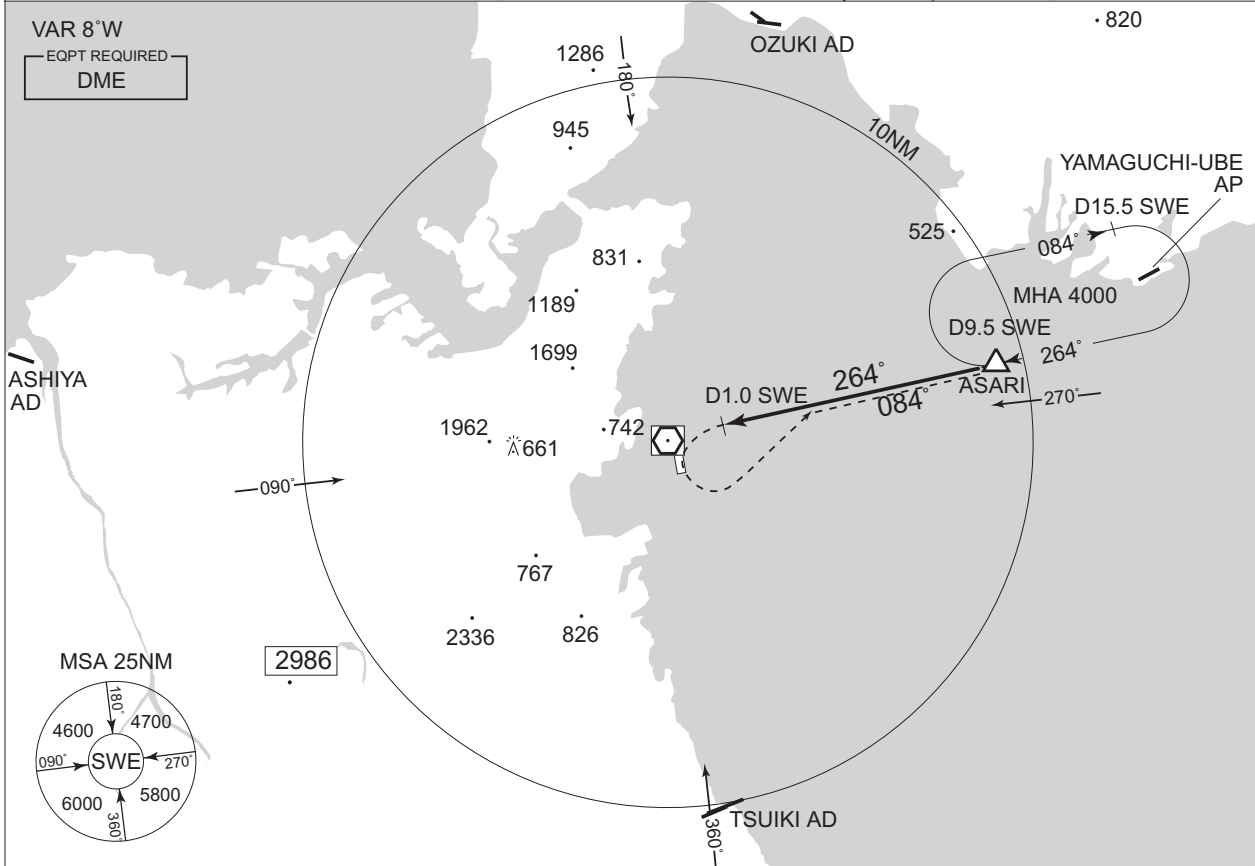 VAR 8°W
EQPT REQUIRED
DME
820
OZUKI AD
1286
180°
945
10NM
YAMAGUCHI-UBE
AP
D15.5 SWE
525
084°
831
1189
MHA 4000
D9.5 SWE
1699
264°
ASHIYA
AD
264°
ASARI
D1.0 SWE
084°
270°
1962
661
742
090°
767
2336
826
2986
MSA 25NM
180°
4600
4700
SWE
090°
270°
6000
5800
360°
TSUIKI AD
360°